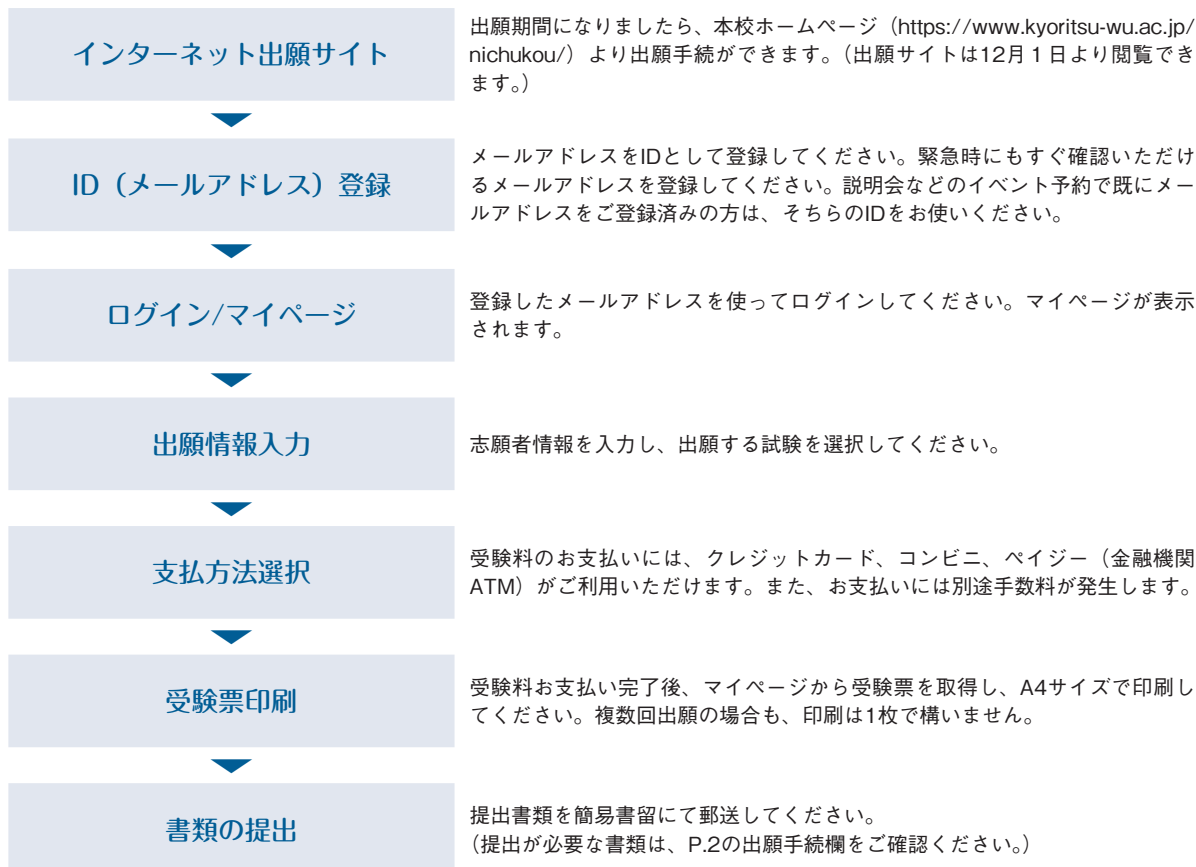 インターネット出願サイト
出願期間になりましたら、本校ホームページ（https://www.kyoritsu-wu.ac.jp/
nichukou/）より出願手続ができます。（出願サイトは12月１日より閲覧でき
ます。）
ID（メールアドレス）登録
メールアドレスをIDとして登録してください。緊急時にもすぐ確認いただけ
るメールアドレスを登録してください。説明会などのイベント予約で既にメー
ルアドレスをご登録済みの方は、そちらのIDをお使いください。
ログイン/マイページ
登録したメールアドレスを使ってログインしてください。マイページが表示
されます。
出願情報入力
志願者情報を入力し、出願する試験を選択してください。
支払方法選択
受験料のお支払いには、クレジットカード、コンビニ、ペイジー（金融機関
ATM）がご利用いただけます。また、お支払いには別途手数料が発生します。
受験票印刷
受験料お支払い完了後、マイページから受験票を取得し、A4サイズで印刷し
てください。複数回出願の場合も、印刷は1枚で構いません。
書類の提出
提出書類を簡易書留にて郵送してください。
（提出が必要な書類は、P.2の出願手続欄をご確認ください。）